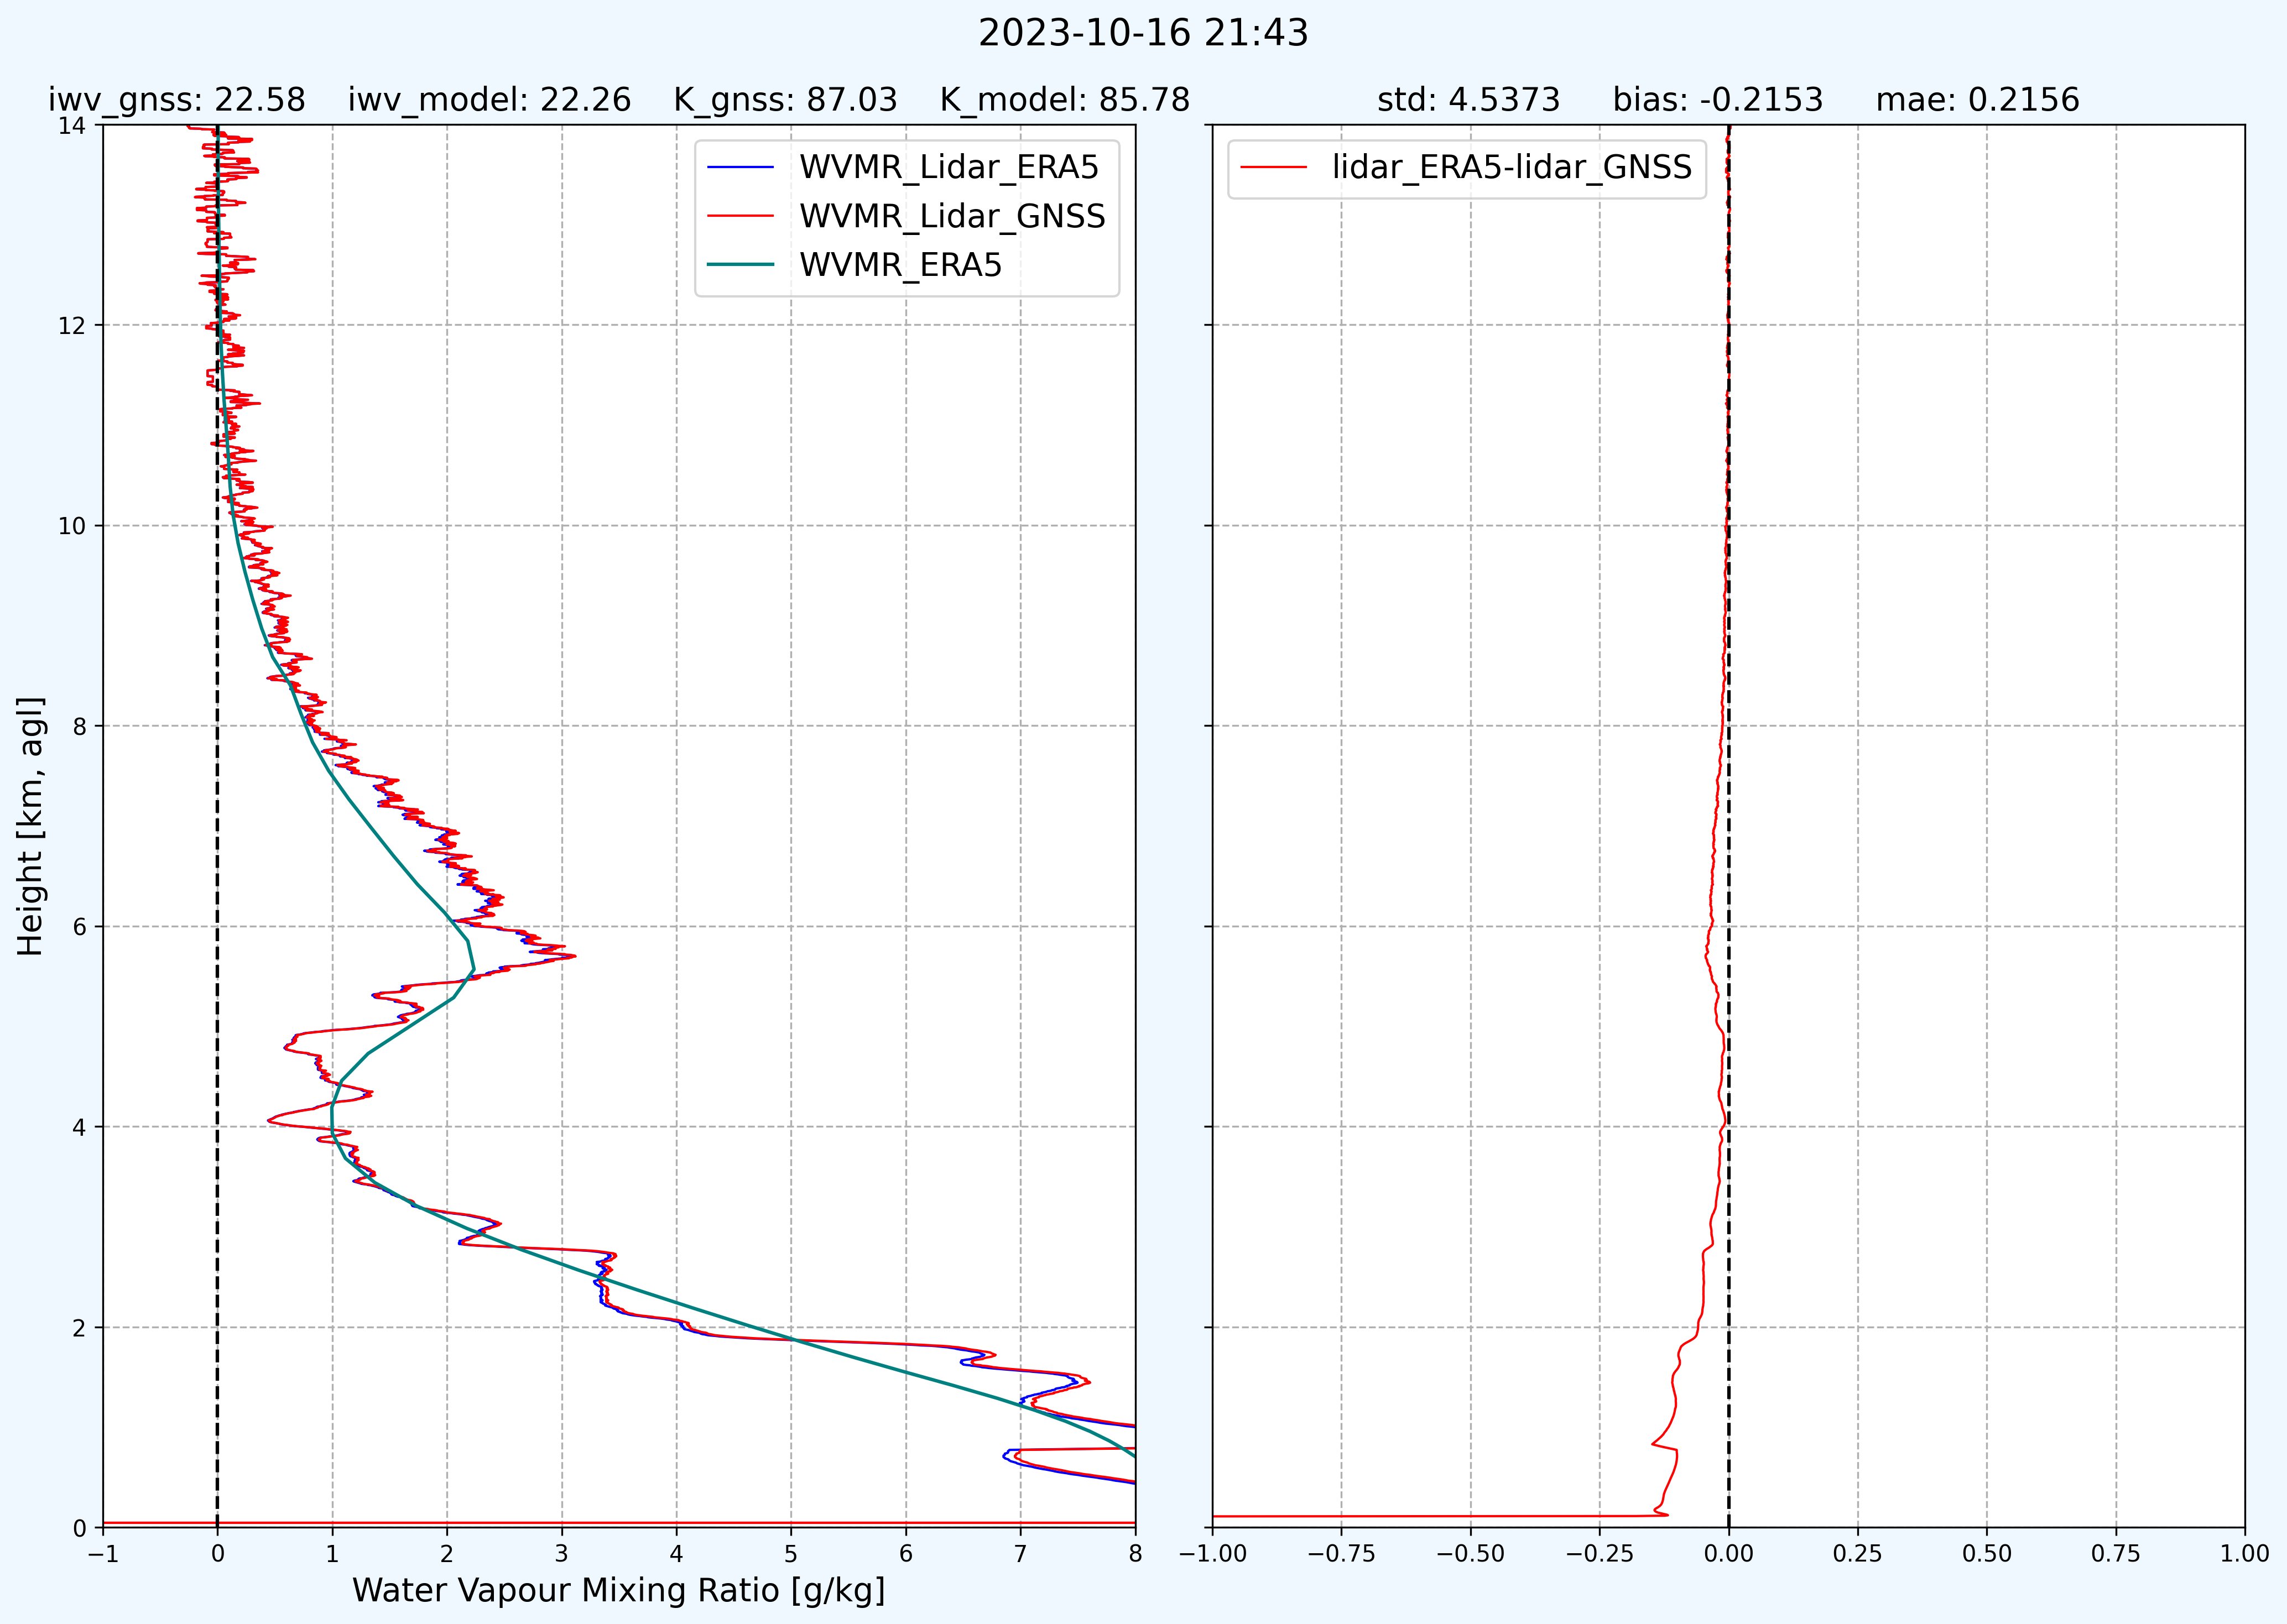 2023-10-16 21:43
iwv_gnss: 22.58 iwv_model: 22.26 K_gnss: 87.03 K_model: 85.78
std: 4.5373 bias: -0.2153 mae: 0.2156
WVMR_Lidar_ERA5
WVMR_Lidar_GNSS
WVMR_ERA5
lidar_ERA5-lidar_GNSS
Height [km, agl]
14
12
10
8
6
4
2
0
−1 0 1 2 3 4 5 6 7 8
Water Vapour Mixing Ratio [g/kg]
−1.00 −0.75 −0.50 −0.25 0.00 0.25 0.50 0.75 1.00